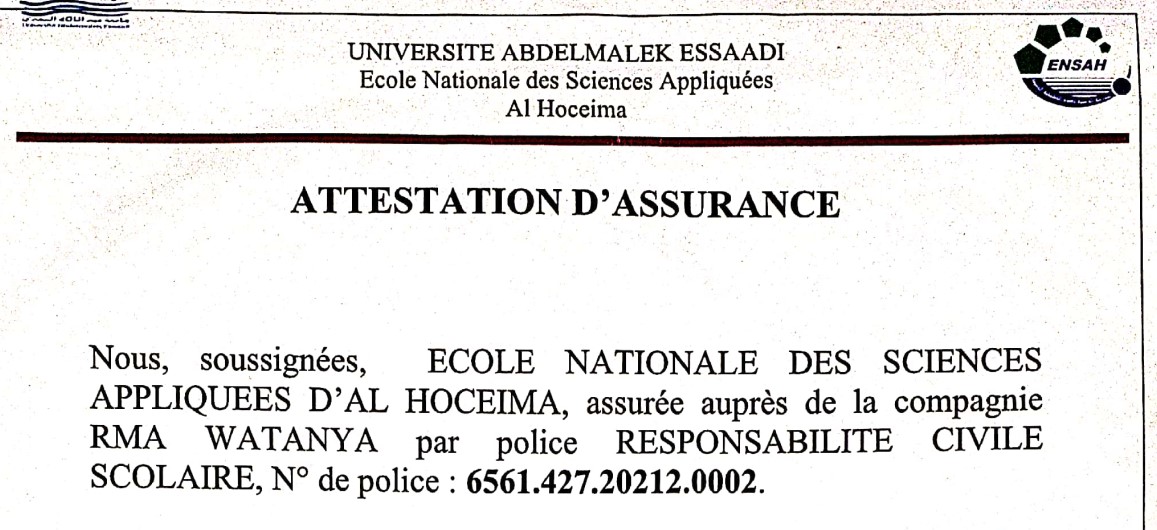 UNIVERSITE ABDELMALEK ESSAADI
Ecole Nationale des Sciences Appliquées
Al Hoceima
ENSAH
ATTESTATION D’ASSURANCE
Nous, soussignées, ECOLE NATIONALE DES SCIENCES
APPLIQUEES D’AL HOCEIMA, assurée auprès de la compagnie
RMA WATANYA par police RESPONSABILITE CIVILE
SCOLAIRE, N° de police : 6561.427.20212.0002.